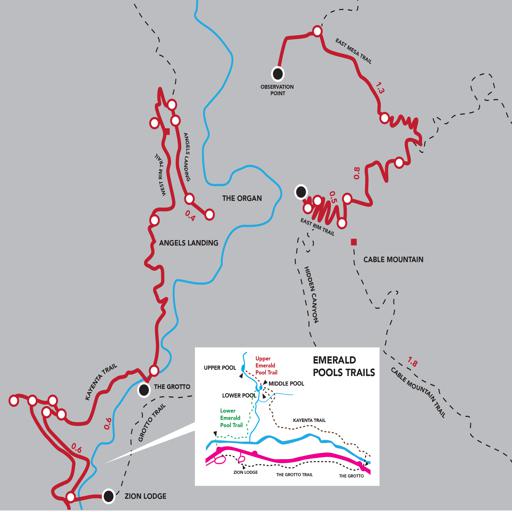 EAST MESA TRAIL
1.3
OBSERVATION
POINT
ANGELS LANDING
WEST RIM TRAIL
0.4
THE ORGAN
0.8
0.5
EAST RIM TRAIL
ANGELS LANDING
CABLE MOUNTAIN
HIDDEN CANYON
1.8
CABLE MOUNTAIN TRAIL
KAYENTA TRAIL
THE GROTTO
0.6
GROTTO TRAIL
0.6
ZION LODGE
EMERALD
POOLS TRAILS
Upper
Emerald
Pool Trail
UPPER POOL
MIDDLE POOL
LOWER POOL
Lower
Emerald
Pool Trail
KAYENTA TRAIL
ZION LODGE
THE GROTTO TRAIL
THE GROTTO